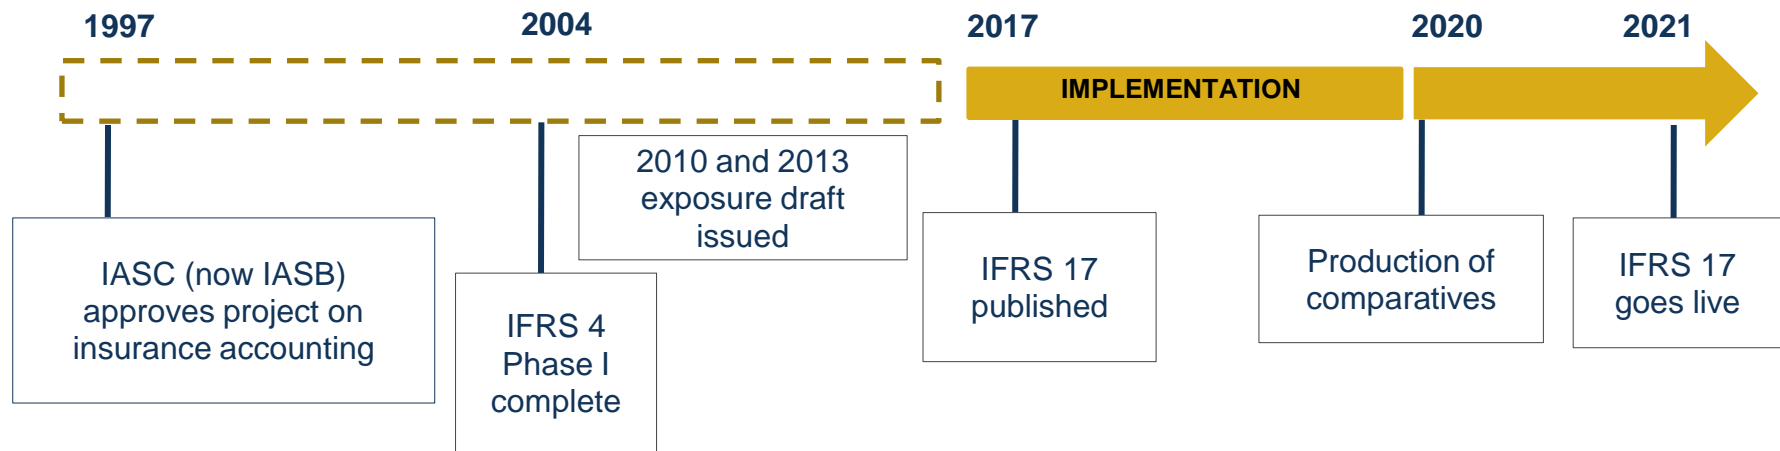 1997
2004
2017
2020
2021
IMPLEMENTATION
IASC (now IASB)
approves project on
insurance accounting
IFRS 4
Phase I
complete
2010 and 2013
exposure draft
issued
IFRS 17
published
Production of
comparatives
IFRS 17
goes live